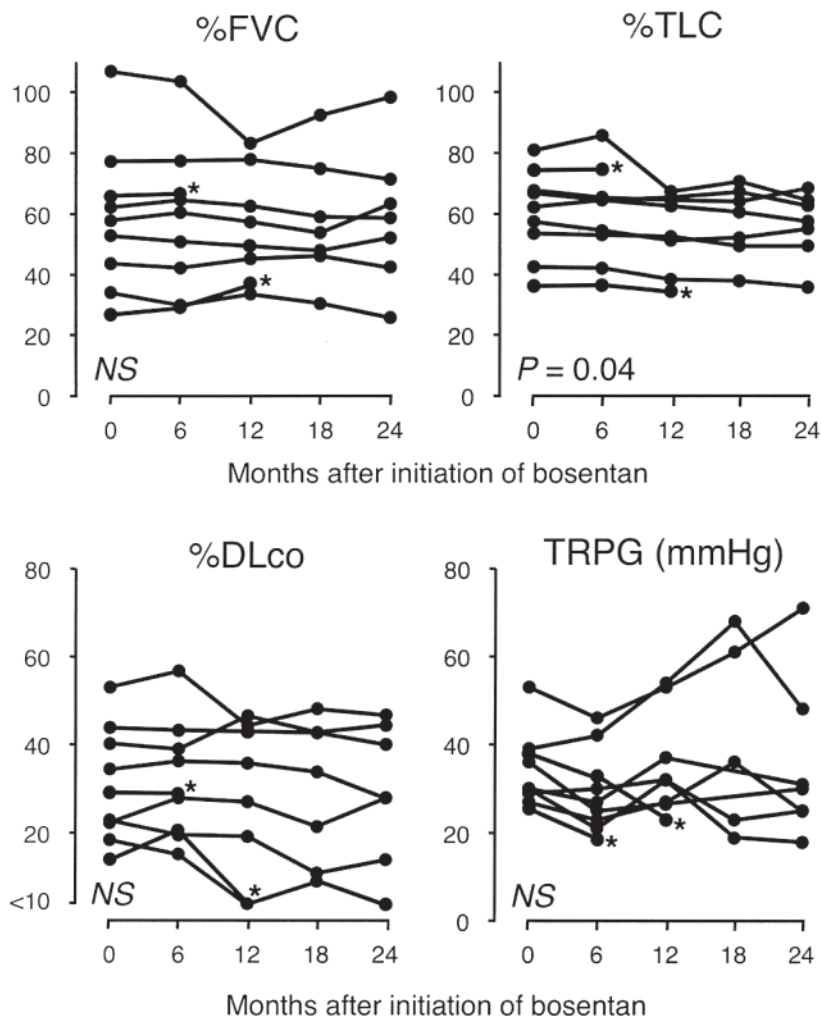 %FVC
%TLC
100
80
60
40
20
0
*
*
NS
0 6 12 18 24
100
80
60
40
20
0
*
*
P = 0.04
0 6 12 18 24
Months after initiation of bosentan
%DLco
TRPG (mmHg)
80
60
40
20
<10
*
*
NS
0 6 12 18 24
80
60
40
20
0
*
*
NS
0 6 12 18 24
Months after initiation of bosentan